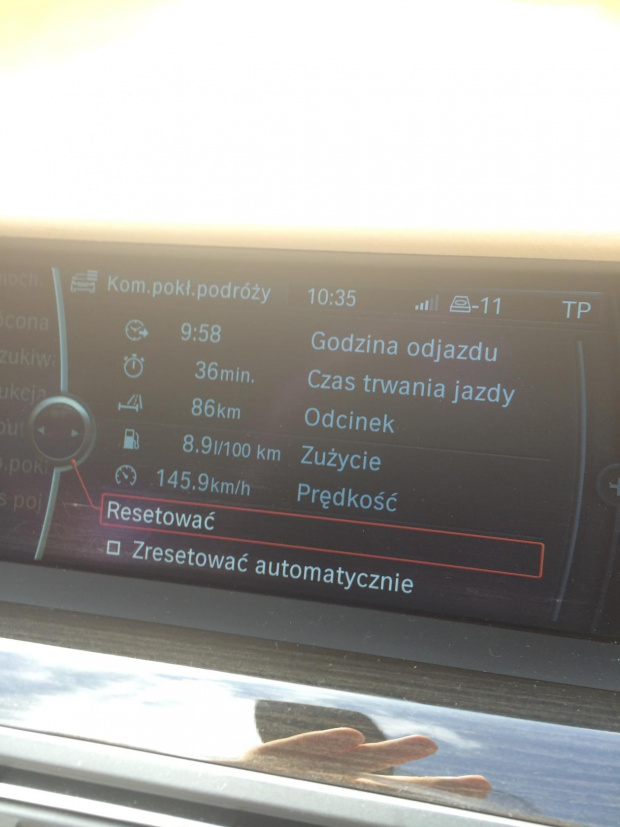 Kom.pokł.podróży 10:35 -11 TP
9:58 Godzina odjazdu
36min. Czas trwania jazdy
86km Odcinek
8.9l/100 km Zużycie
145.9km/h Prędkość
Resetować
Zresetować automatycznie